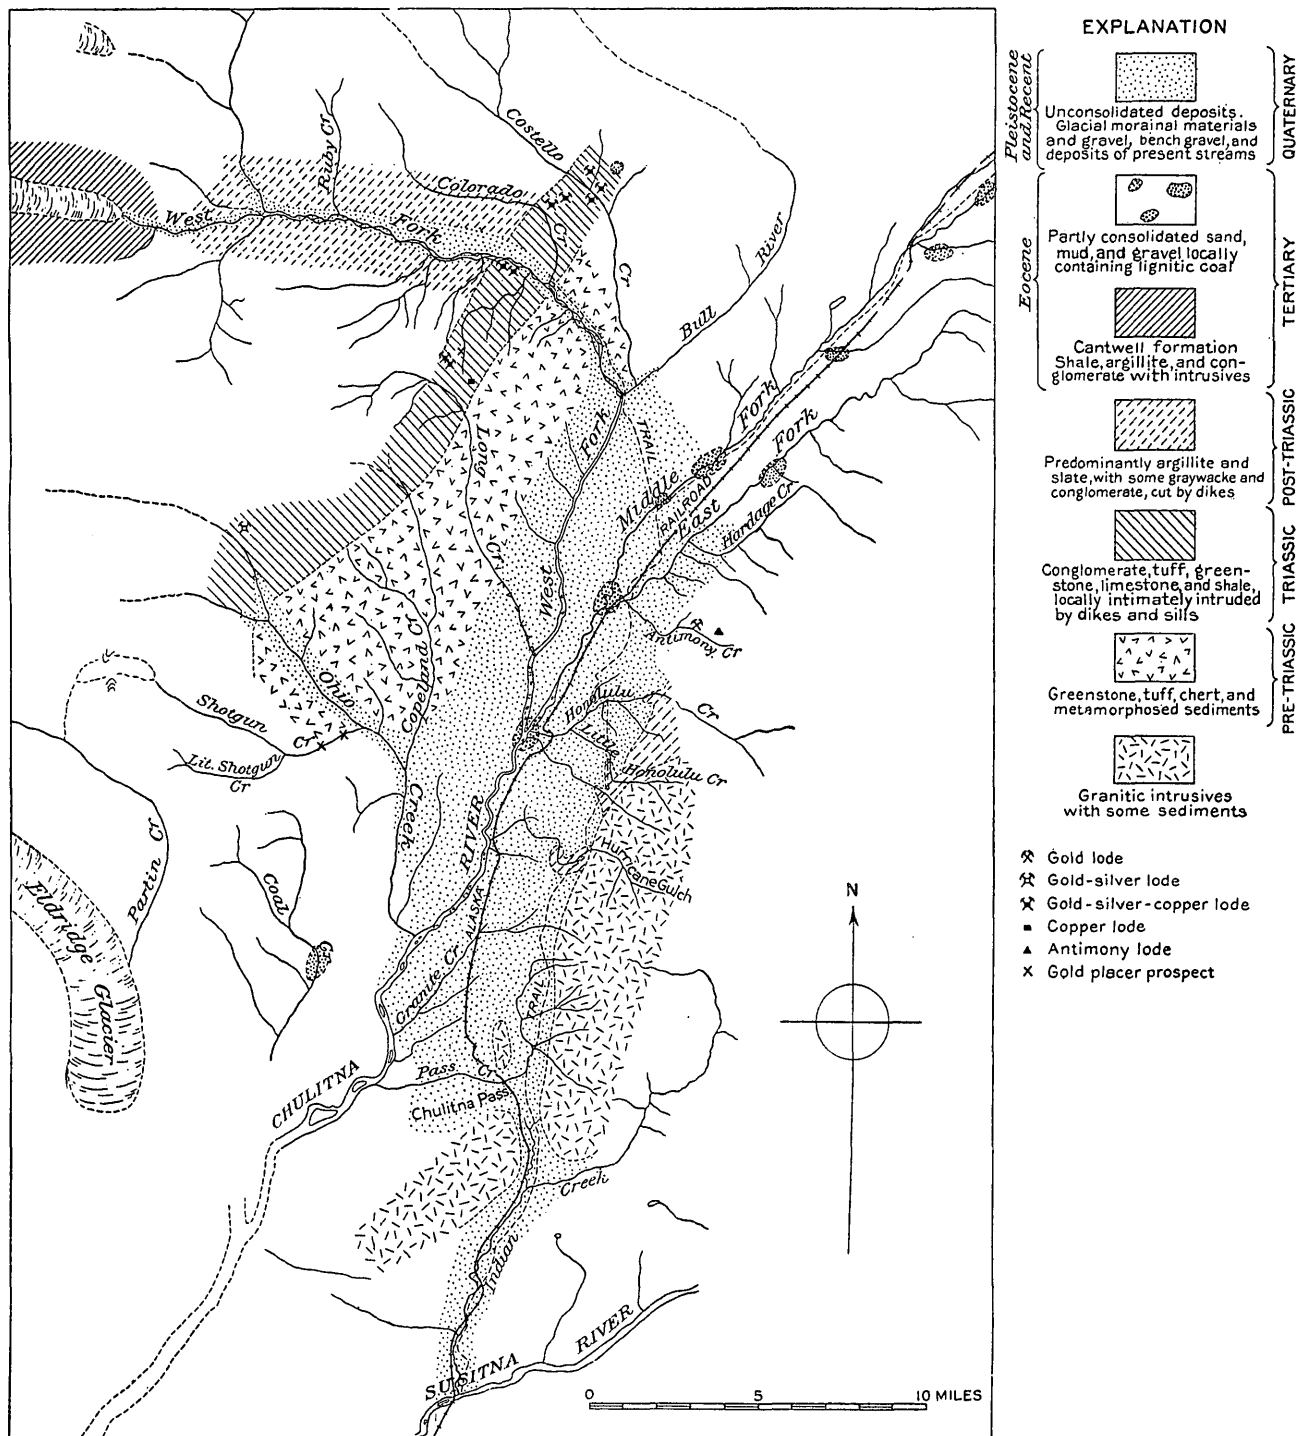 Costello
Ruby Cr
Colorado
Cr
West
Fork
Cr
Bull
River
Fork
Fork
Long
Cr
Fork
TRAIL
Middle
RAILROAD
East
Hardage Cr
West
Antimony Cr
Copeland Cr
Ohio
Creek
Shotgun
Cr
Lit. Shotgun
Cr
Honolulu
Cr
Little
Honolulu Cr
RIVER
Hurricane Gulch
Partin Cr
Coal
Cr
Eldridge
Glacier
ALASKA
Granite Cr
TRAIL
CHULITNA
Pass Cr
Chulitna Pass
Creek
Indian
SUSITNA
RIVER
N
0 5 10 MILES
EXPLANATION
Pleistocene
and Recent
Unconsolidated deposits.
Glacial morainal materials
and gravel, bench gravel, and
deposits of present streams
QUATERNARY
Eocene
Partly consolidated sand,
mud, and gravel locally
containing lignitic coal
Cantwell formation
Shale, argillite, and con-
glomerate with intrusives
TERTIARY
Predominantly argillite and
slate, with some graywacke and
conglomerate, cut by dikes
POST-TRIASSIC
Conglomerate, tuff, green-
stone, limestone, and shale,
locally intimately intruded
by dikes and sills
TRIASSIC
Greenstone, tuff, chert, and
metamorphosed sediments
PRE-TRIASSIC
Granitic intrusives
with some sediments
Gold lode
Gold-silver lode
Gold-silver-copper lode
Copper lode
Antimony lode
Gold placer prospect